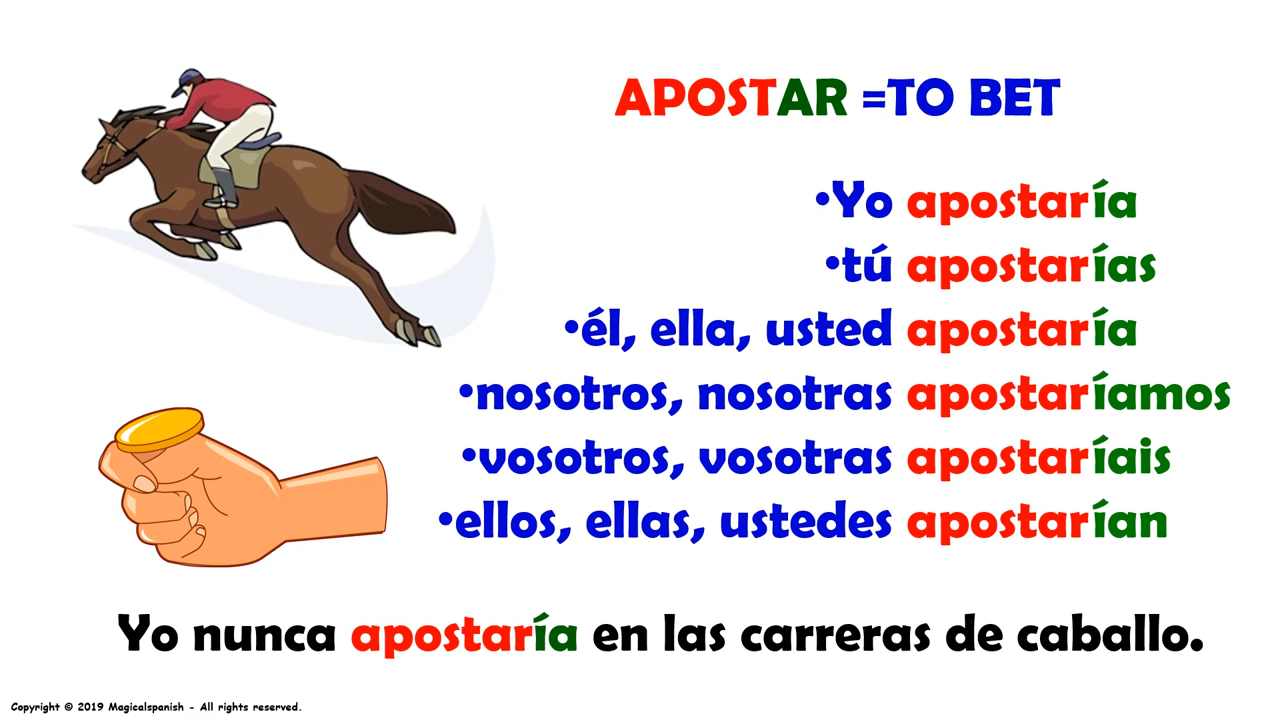 APOSTAR =TO BET
•Yo apostaría
•tú apostarías
•él, ella, usted apostaría
•nosotros, nosotras apostaríamos
•vosotros, vosotras apostaríais
•ellos, ellas, ustedes apostarían
Yo nunca apostaría en las carreras de caballo.
Copyright © 2019 Magicalspanish - All rights reserved.